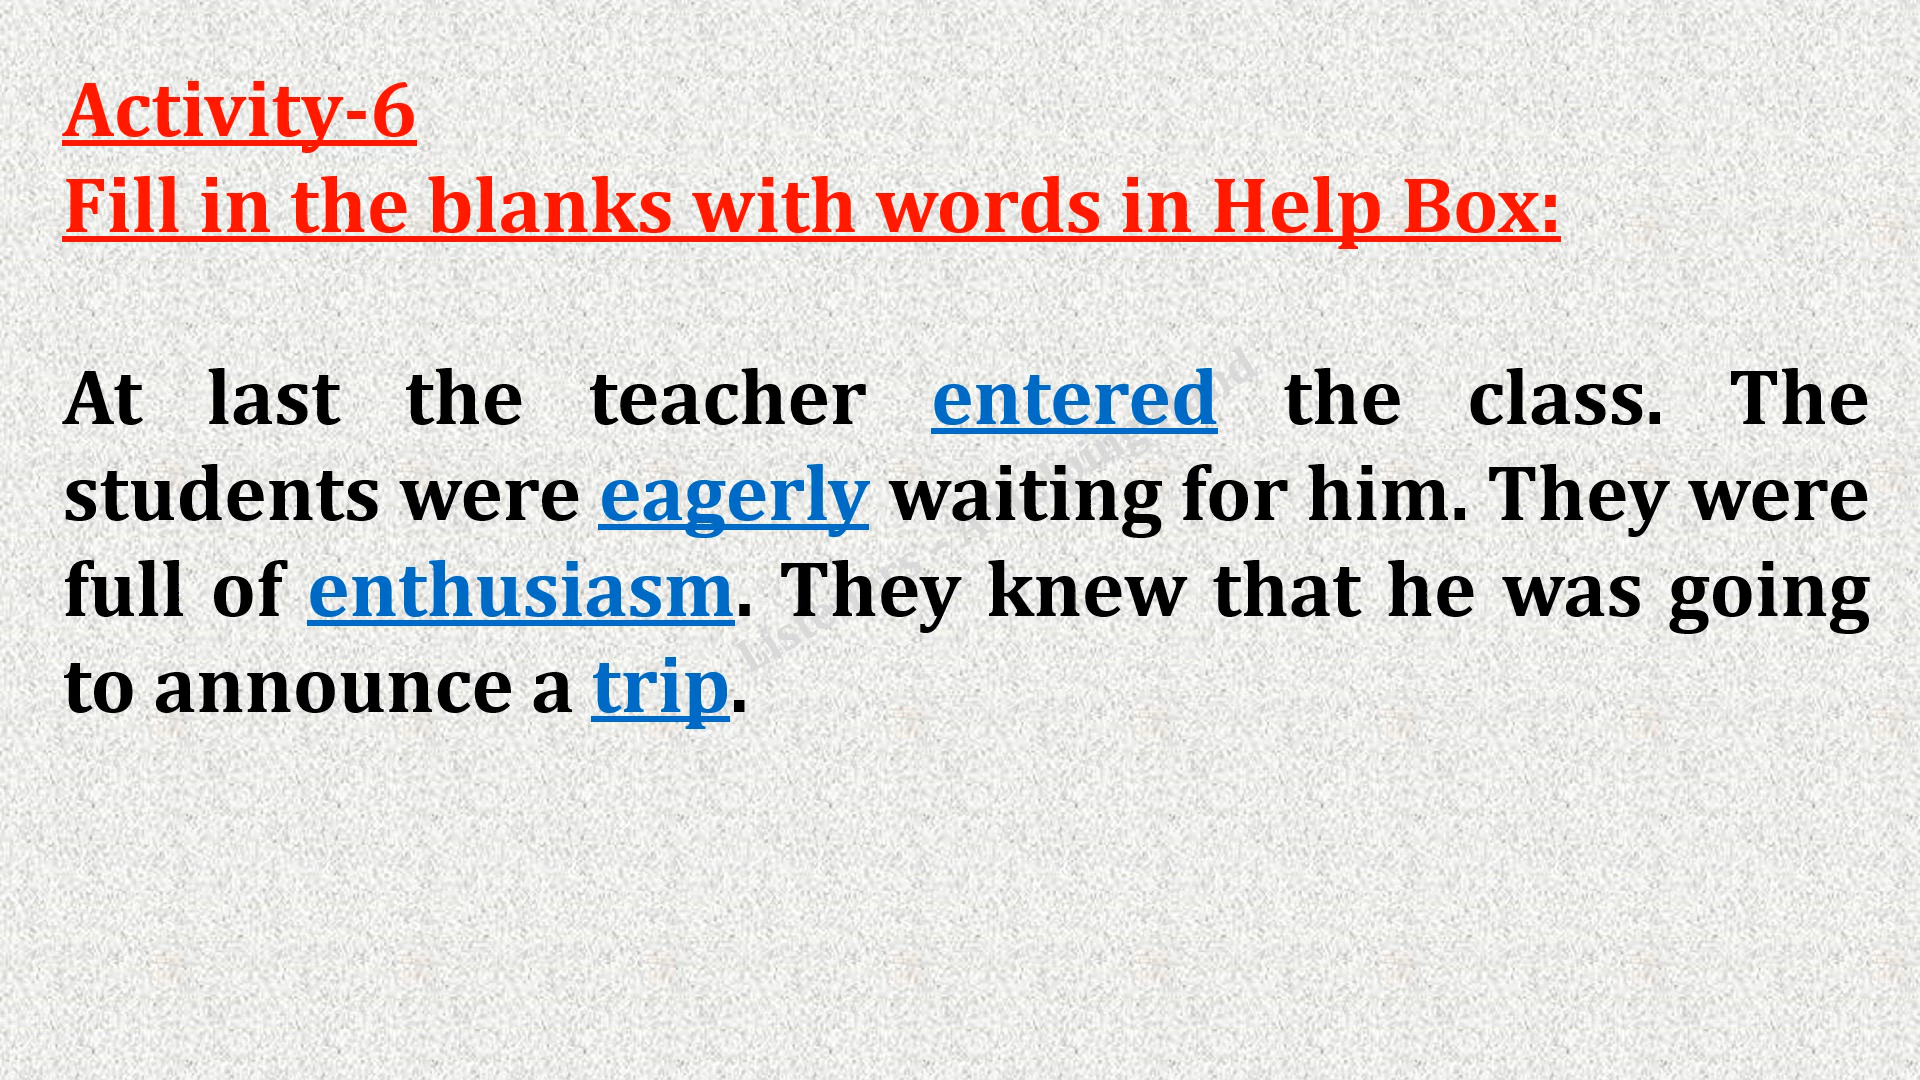 Activity-6
Fill in the blanks with words in Help Box:
At last the teacher entered the class. The
students were eagerly waiting for him. They were
full of enthusiasm. They knew that he was going
to announce a trip.